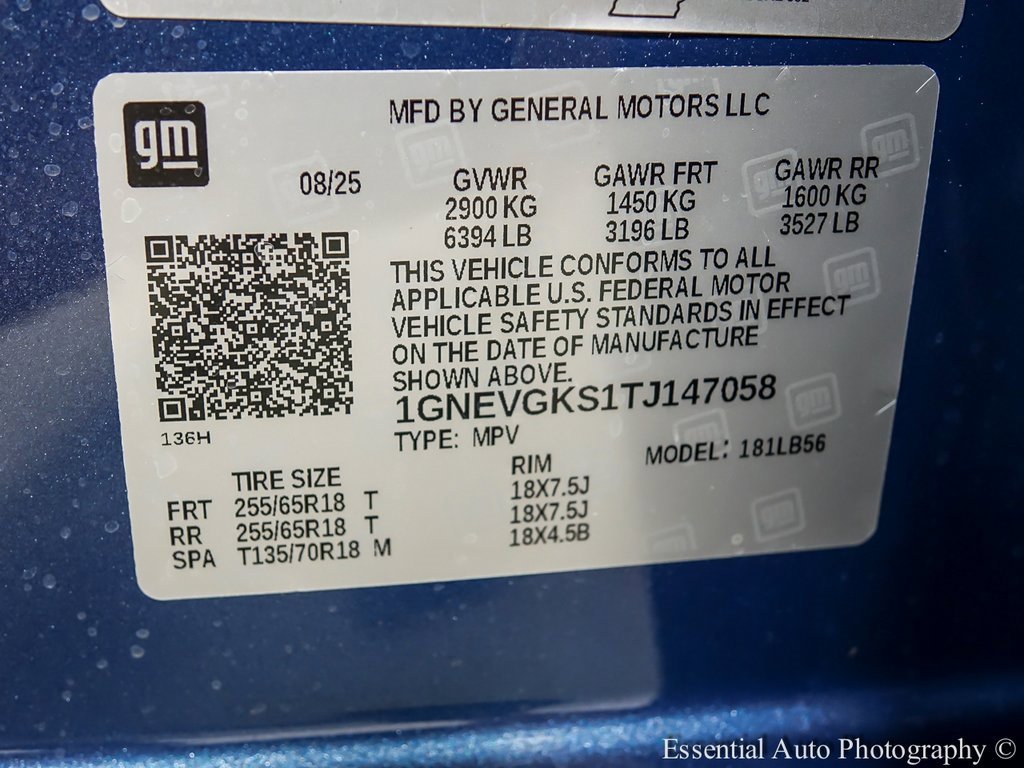 gm
MFD BY GENERAL MOTORS LLC
08/25 GVWR GAWR FRT GAWR RR
2900 KG 1450 KG 1600 KG
6394 LB 3196 LB 3527 LB
THIS VEHICLE CONFORMS TO ALL
APPLICABLE U.S. FEDERAL MOTOR
VEHICLE SAFETY STANDARDS IN EFFECT
ON THE DATE OF MANUFACTURE
SHOWN ABOVE.
1GNEVGKS1TJ147058
136H
TYPE: MPV MODEL: 181LB56
TIRE SIZE RIM
FRT 255/65R18 T 18X7.5J
RR 255/65R18 T 18X7.5J
SPA T135/70R18 M 18X4.5B
Essential Auto Photography ©